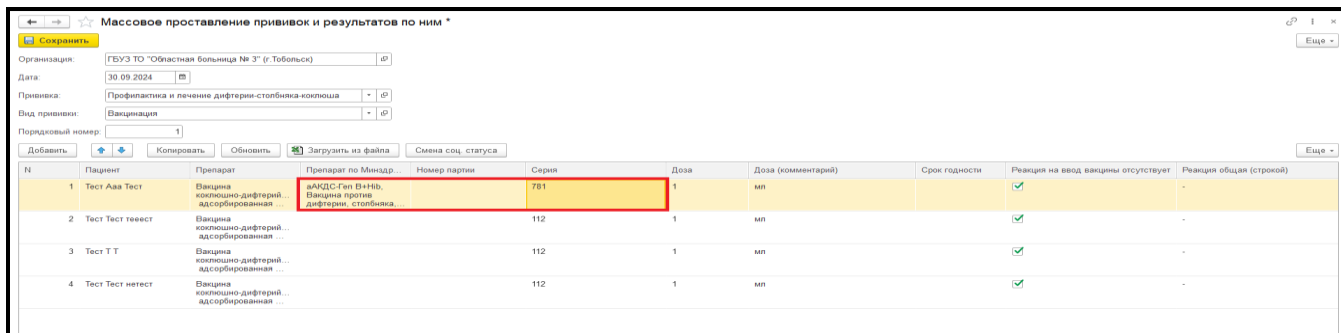 Массовое проставление прививок и результатов по ним *
Сохранить
Еще
Организация: ГБУЗ ТО "Областная больница № 3" (г.Тобольск)
Дата: 30.09.2024
Прививка: Профилактика и лечение дифтерии-столбняка-коклюша
Вид прививки: Вакцинация
Порядковый номер: 1
Добавить Копировать Обновить Загрузить из файла Смена соц. статуса Еще
N Пациент Препарат Препарат по Минздр... Номер партии Серия Доза Доза (комментарий) Срок годности Реакция на ввод вакцины отсутствует Реакция общая (строкой)
1 Тест Ааа Тест Вакцина аАКДС-Геп В+Hib, 781 1 мл -
коклюшно-дифтерий... Вакцина против
адсорбированная ... дифтерии, столбняка,...
2 Тест Тест тееест Вакцина 112 1 мл -
коклюшно-дифтерий...
адсорбированная ...
3 Тест Т Т Вакцина 112 1 мл -
коклюшно-дифтерий...
адсорбированная ...
4 Тест Тест нетест Вакцина 112 1 мл -
коклюшно-дифтерий...
адсорбированная ...